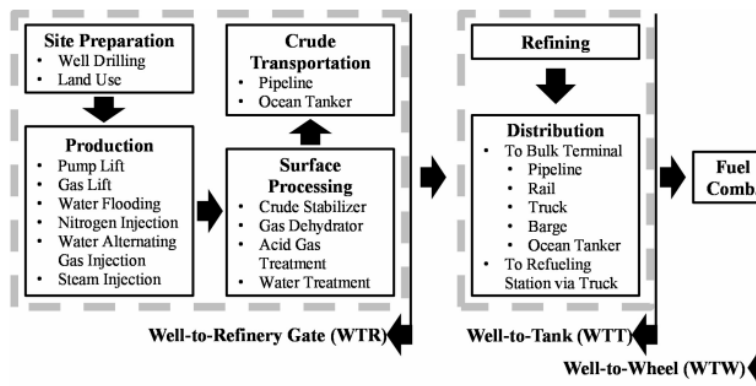 Site Preparation
• Well Drilling
• Land Use
Production
• Pump Lift
• Gas Lift
• Water Flooding
• Nitrogen Injection
• Water Alternating
Gas Injection
• Steam Injection
Crude
Transportation
• Pipeline
• Ocean Tanker
Surface
Processing
• Crude Stabilizer
• Gas Dehydrator
• Acid Gas
Treatment
• Water Treatment
Well-to-Refinery Gate (WTR)
Refining
Distribution
• To Bulk Terminal
• Pipeline
• Rail
• Truck
• Barge
• Ocean Tanker
• To Refueling
Station via Truck
Well-to-Tank (WTT)
Fuel
Comb
Well-to-Wheel (WTW)